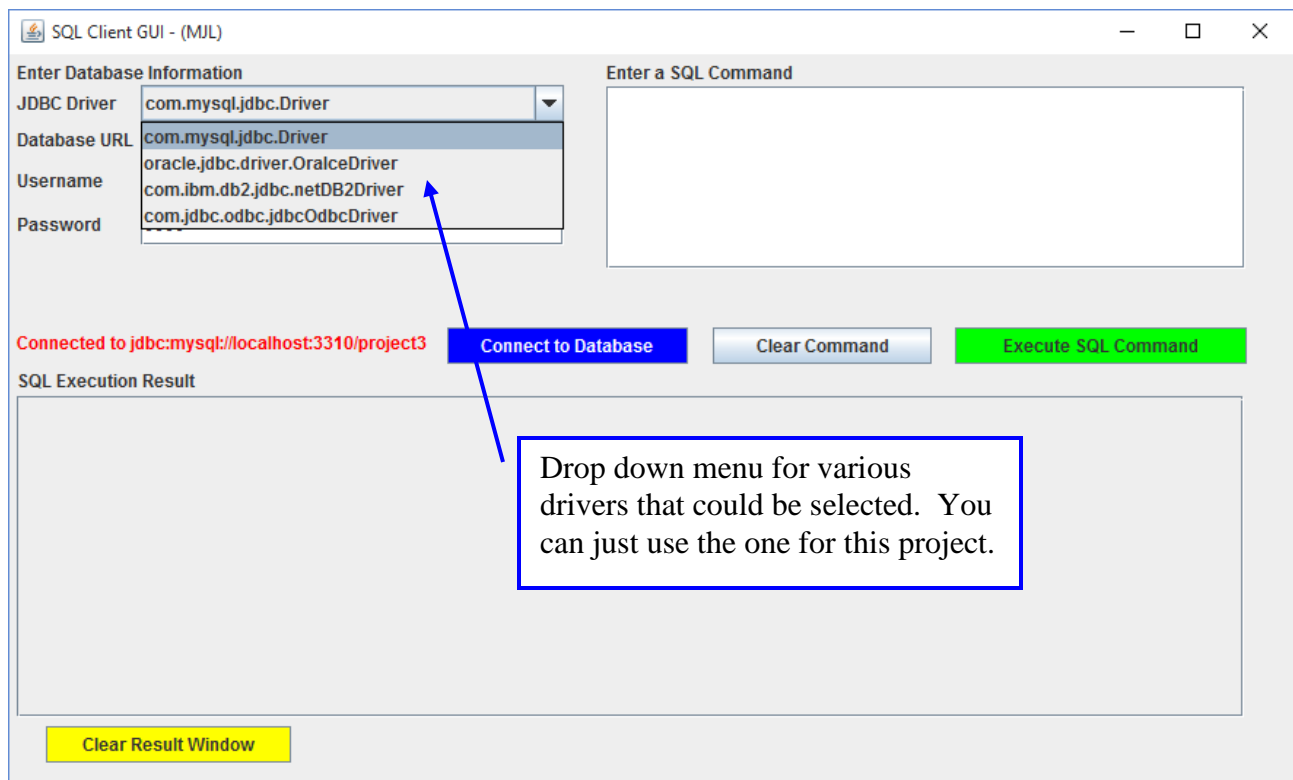 SQL Client GUI - (MJL)
Enter Database Information
Enter a SQL Command
JDBC Driver
com.mysql.jdbc.Driver
Database URL
com.mysql.jdbc.Driver
oracle.jdbc.driver.OralceDriver
Username
com.ibm.db2.jdbc.netDB2Driver
com.jdbc.odbc.jdbcOdbcDriver
Password
Connected to jdbc:mysql://localhost:3310/project3
Connect to Database
Clear Command
Execute SQL Command
SQL Execution Result
Drop down menu for various
drivers that could be selected. You
can just use the one for this project.
Clear Result Window